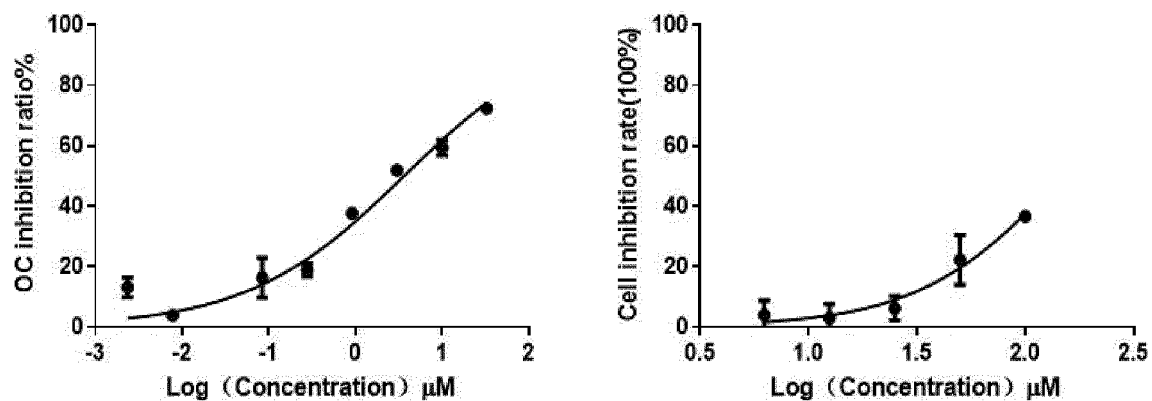 OC inhibition ratio%
100
80
60
40
20
0
-3 -2 -1 0 1 2
Log（Concentration）μM
Cell inhibition rate(100%)
100
80
60
40
20
0
0.5 1.0 1.5 2.0 2.5
Log（Concentration）μM